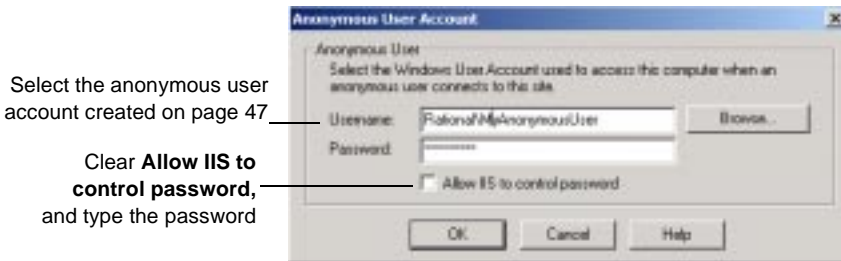 Anonymous User Account
Anonymous User
Select the Windows User Account used to access this computer when an
anonymous user connects to this site.
Select the anonymous user
account created on page 47
Username:
Rational\MyAnonymousUser
Browse...
Password:
**********
Clear Allow IIS to
control password,
and type the password
Allow IIS to control password
OK
Cancel
Help